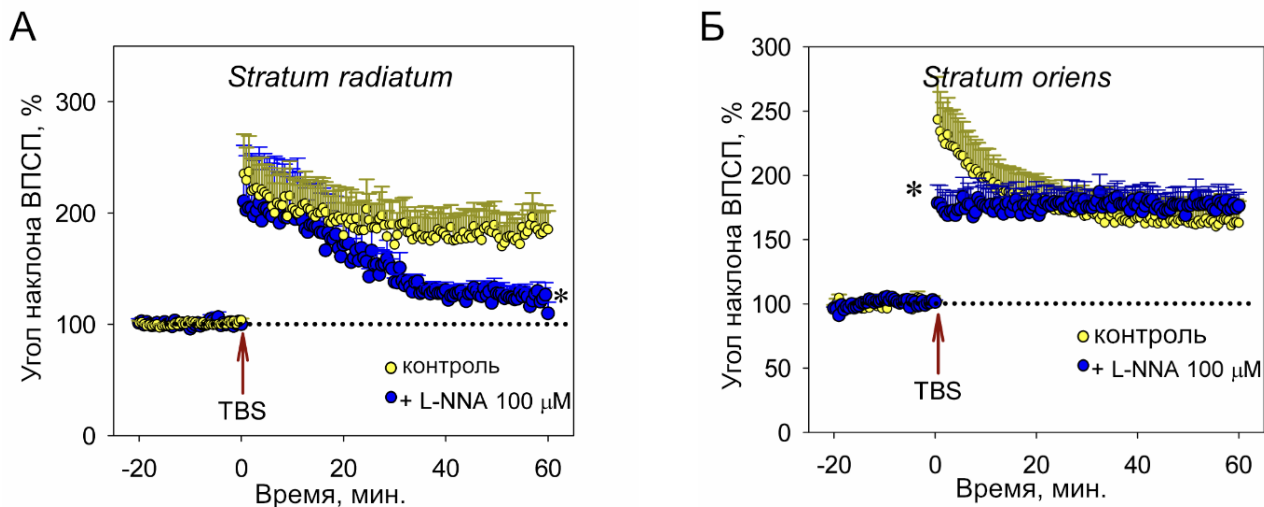 А
Stratum radiatum
Угол наклона ВПСП, %
300
200
100
0
контроль
+ L-NNA 100 μM
TBS
*
-20
0
20
40
60
Время, мин.
Б
Stratum oriens
Угол наклона ВПСП, %
300
250
200
150
100
50
0
*
контроль
+ L-NNA 100 μM
TBS
-20
0
20
40
60
Время, мин.